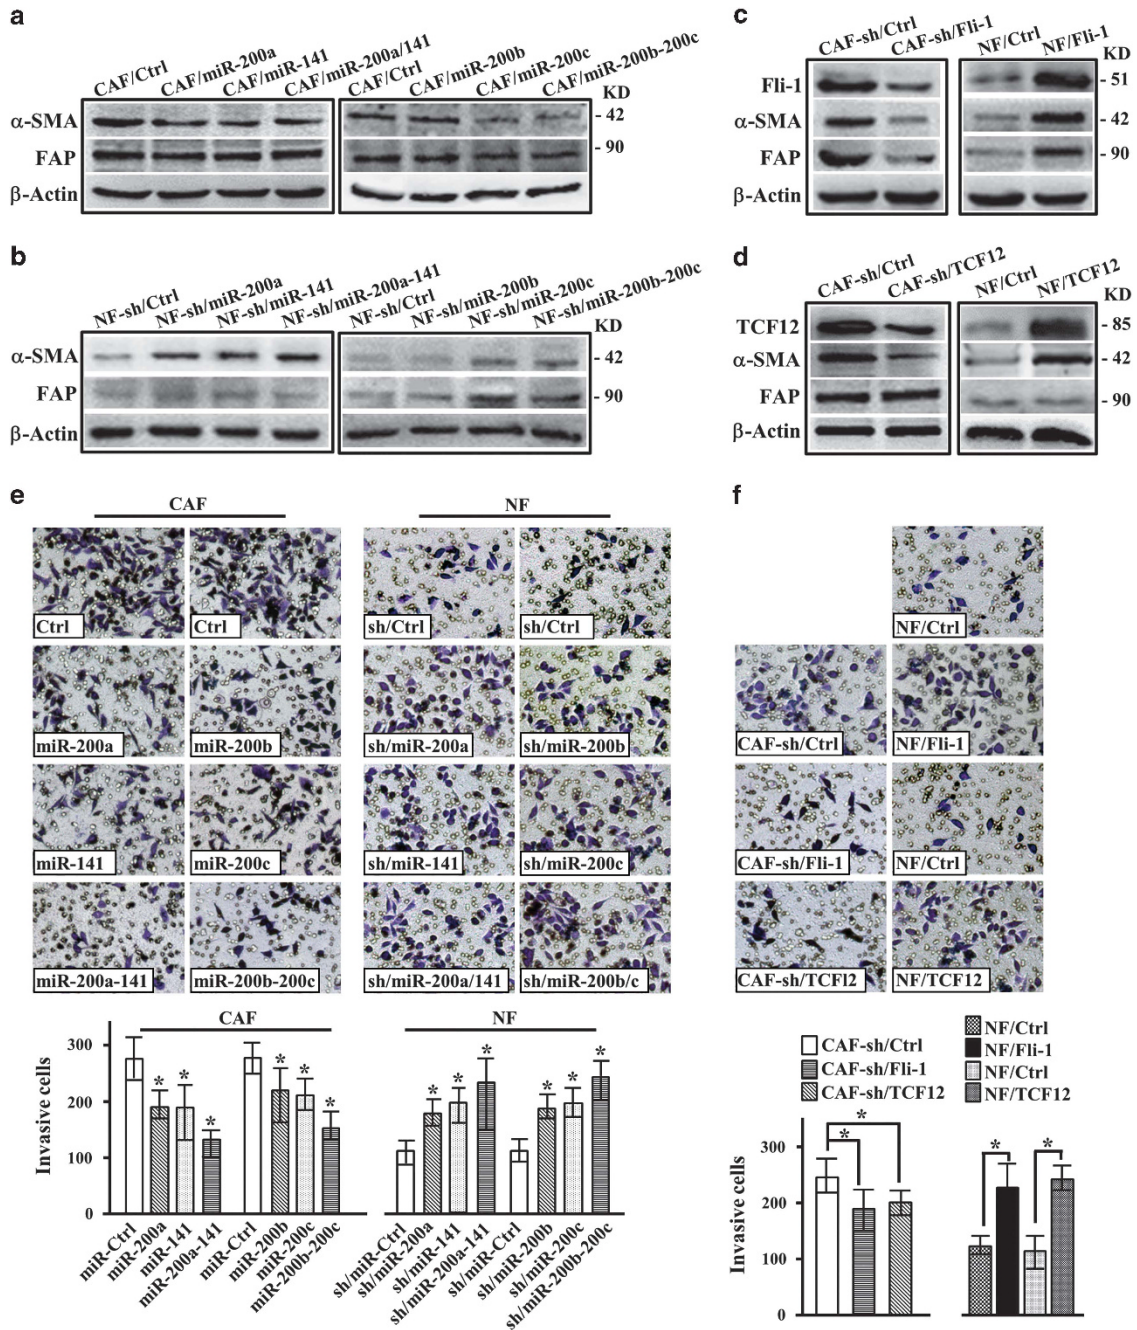 a
CAF/Ctrl
CAF/miR-200a
CAF/miR-141
CAF/miR-200a/141
CAF/Ctrl
CAF/miR-200b
CAF/miR-200c
CAF/miR-200b-200c
KD
α-SMA
- 42
FAP
- 90
β-Actin
b
NF-sh/Ctrl
NF-sh/miR-200a
NF-sh/miR-141
NF-sh/miR-200a-141
NF-sh/Ctrl
NF-sh/miR-200b
NF-sh/miR-200c
NF-sh/miR-200b-200c
KD
α-SMA
- 42
FAP
- 90
β-Actin
c
CAF-sh/Ctrl
CAF-sh/Fli-1
NF/Ctrl
NF/Fli-1
KD
Fli-1
- 51
α-SMA
- 42
FAP
- 90
β-Actin
d
CAF-sh/Ctrl
CAF-sh/TCF12
NF/Ctrl
NF/TCF12
KD
TCF12
- 85
α-SMA
- 42
FAP
- 90
β-Actin
e
CAF
NF
Ctrl
Ctrl
sh/Ctrl
sh/Ctrl
miR-200a
miR-200b
sh/miR-200a
sh/miR-200b
miR-141
miR-200c
sh/miR-141
sh/miR-200c
miR-200a-141
miR-200b-200c
sh/miR-200a/141
sh/miR-200b/c
CAF
NF
Invasive cells
300
200
100
0
* * * * * *
* * * * * *
miR-Ctrl
miR-200a
miR-141
miR-200a-141
miR-Ctrl
miR-200b
miR-200c
miR-200b-200c
sh/miR-Ctrl
sh/miR-200a
sh/miR-141
sh/miR-200a-141
sh/miR-Ctrl
sh/miR-200b
sh/miR-200c
sh/miR-200b-200c
f
NF/Ctrl
CAF-sh/Ctrl
NF/Fli-1
CAF-sh/Fli-1
NF/Ctrl
CAF-sh/TCFl2
NF/TCF12
CAF-sh/Ctrl
CAF-sh/Fli-1
CAF-sh/TCF12
NF/Ctrl
NF/Fli-1
NF/Ctrl
NF/TCF12
Invasive cells
300
200
100
0
* *
* *